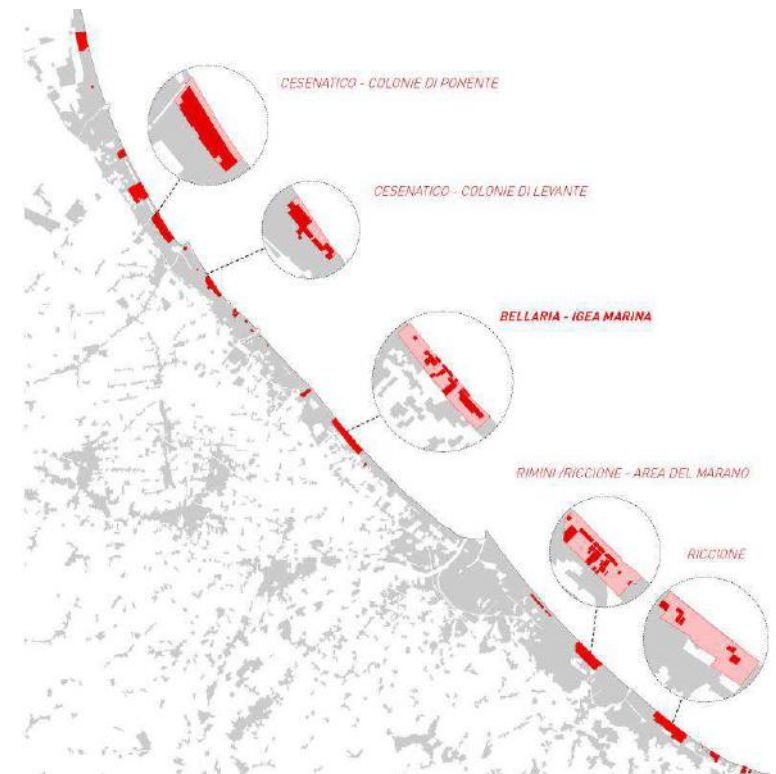 CESENATICO - COLONIE DI PONENTE
CESENATICO - COLONIE DI LEVANTE
BELLARIA - IGEA MARINA
RIMINI /RICCIONE - AREA DEL MARANO
RICCIONE